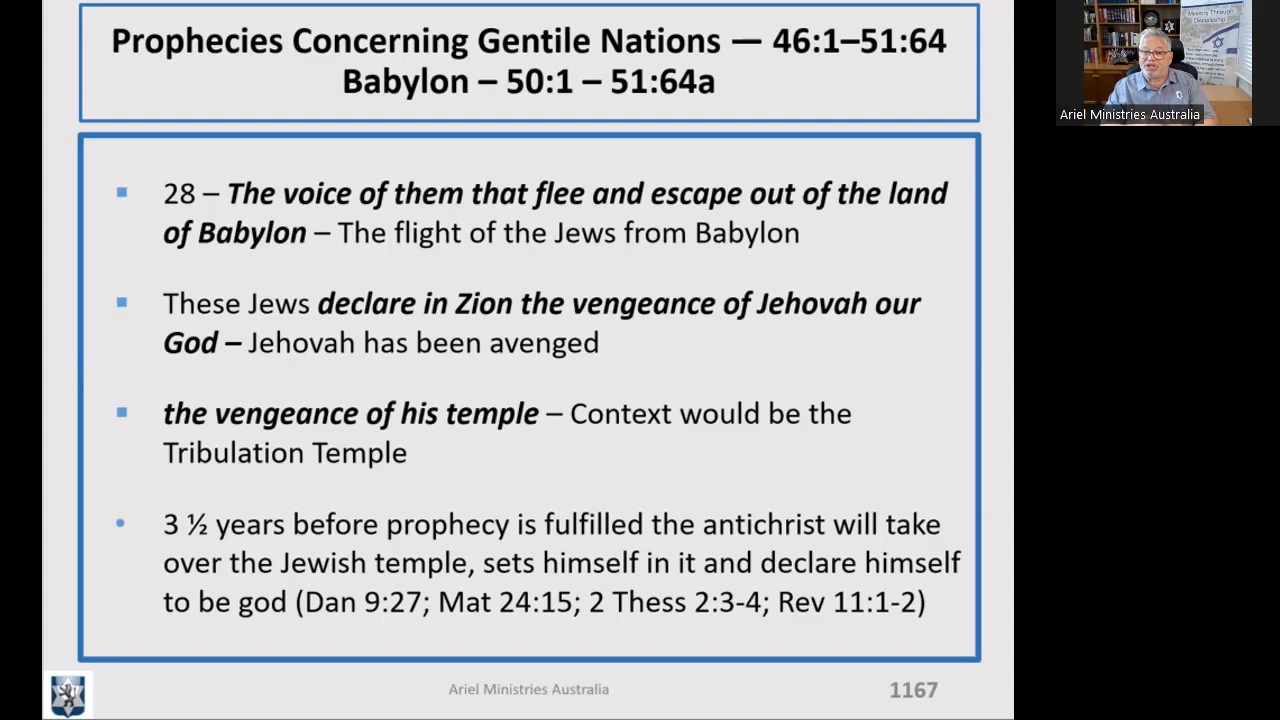 Prophecies Concerning Gentile Nations — 46:1–51:64
Babylon – 50:1 – 51:64a
28 – The voice of them that flee and escape out of the land
of Babylon – The flight of the Jews from Babylon
These Jews declare in Zion the vengeance of Jehovah our
God – Jehovah has been avenged
the vengeance of his temple – Context would be the
Tribulation Temple
3 ½ years before prophecy is fulfilled the antichrist will take
over the Jewish temple, sets himself in it and declare himself
to be god (Dan 9:27; Mat 24:15; 2 Thess 2:3-4; Rev 11:1-2)
Ariel Ministries Australia
1167
Ministry Through
Discipleship
Ariel Ministries Australia